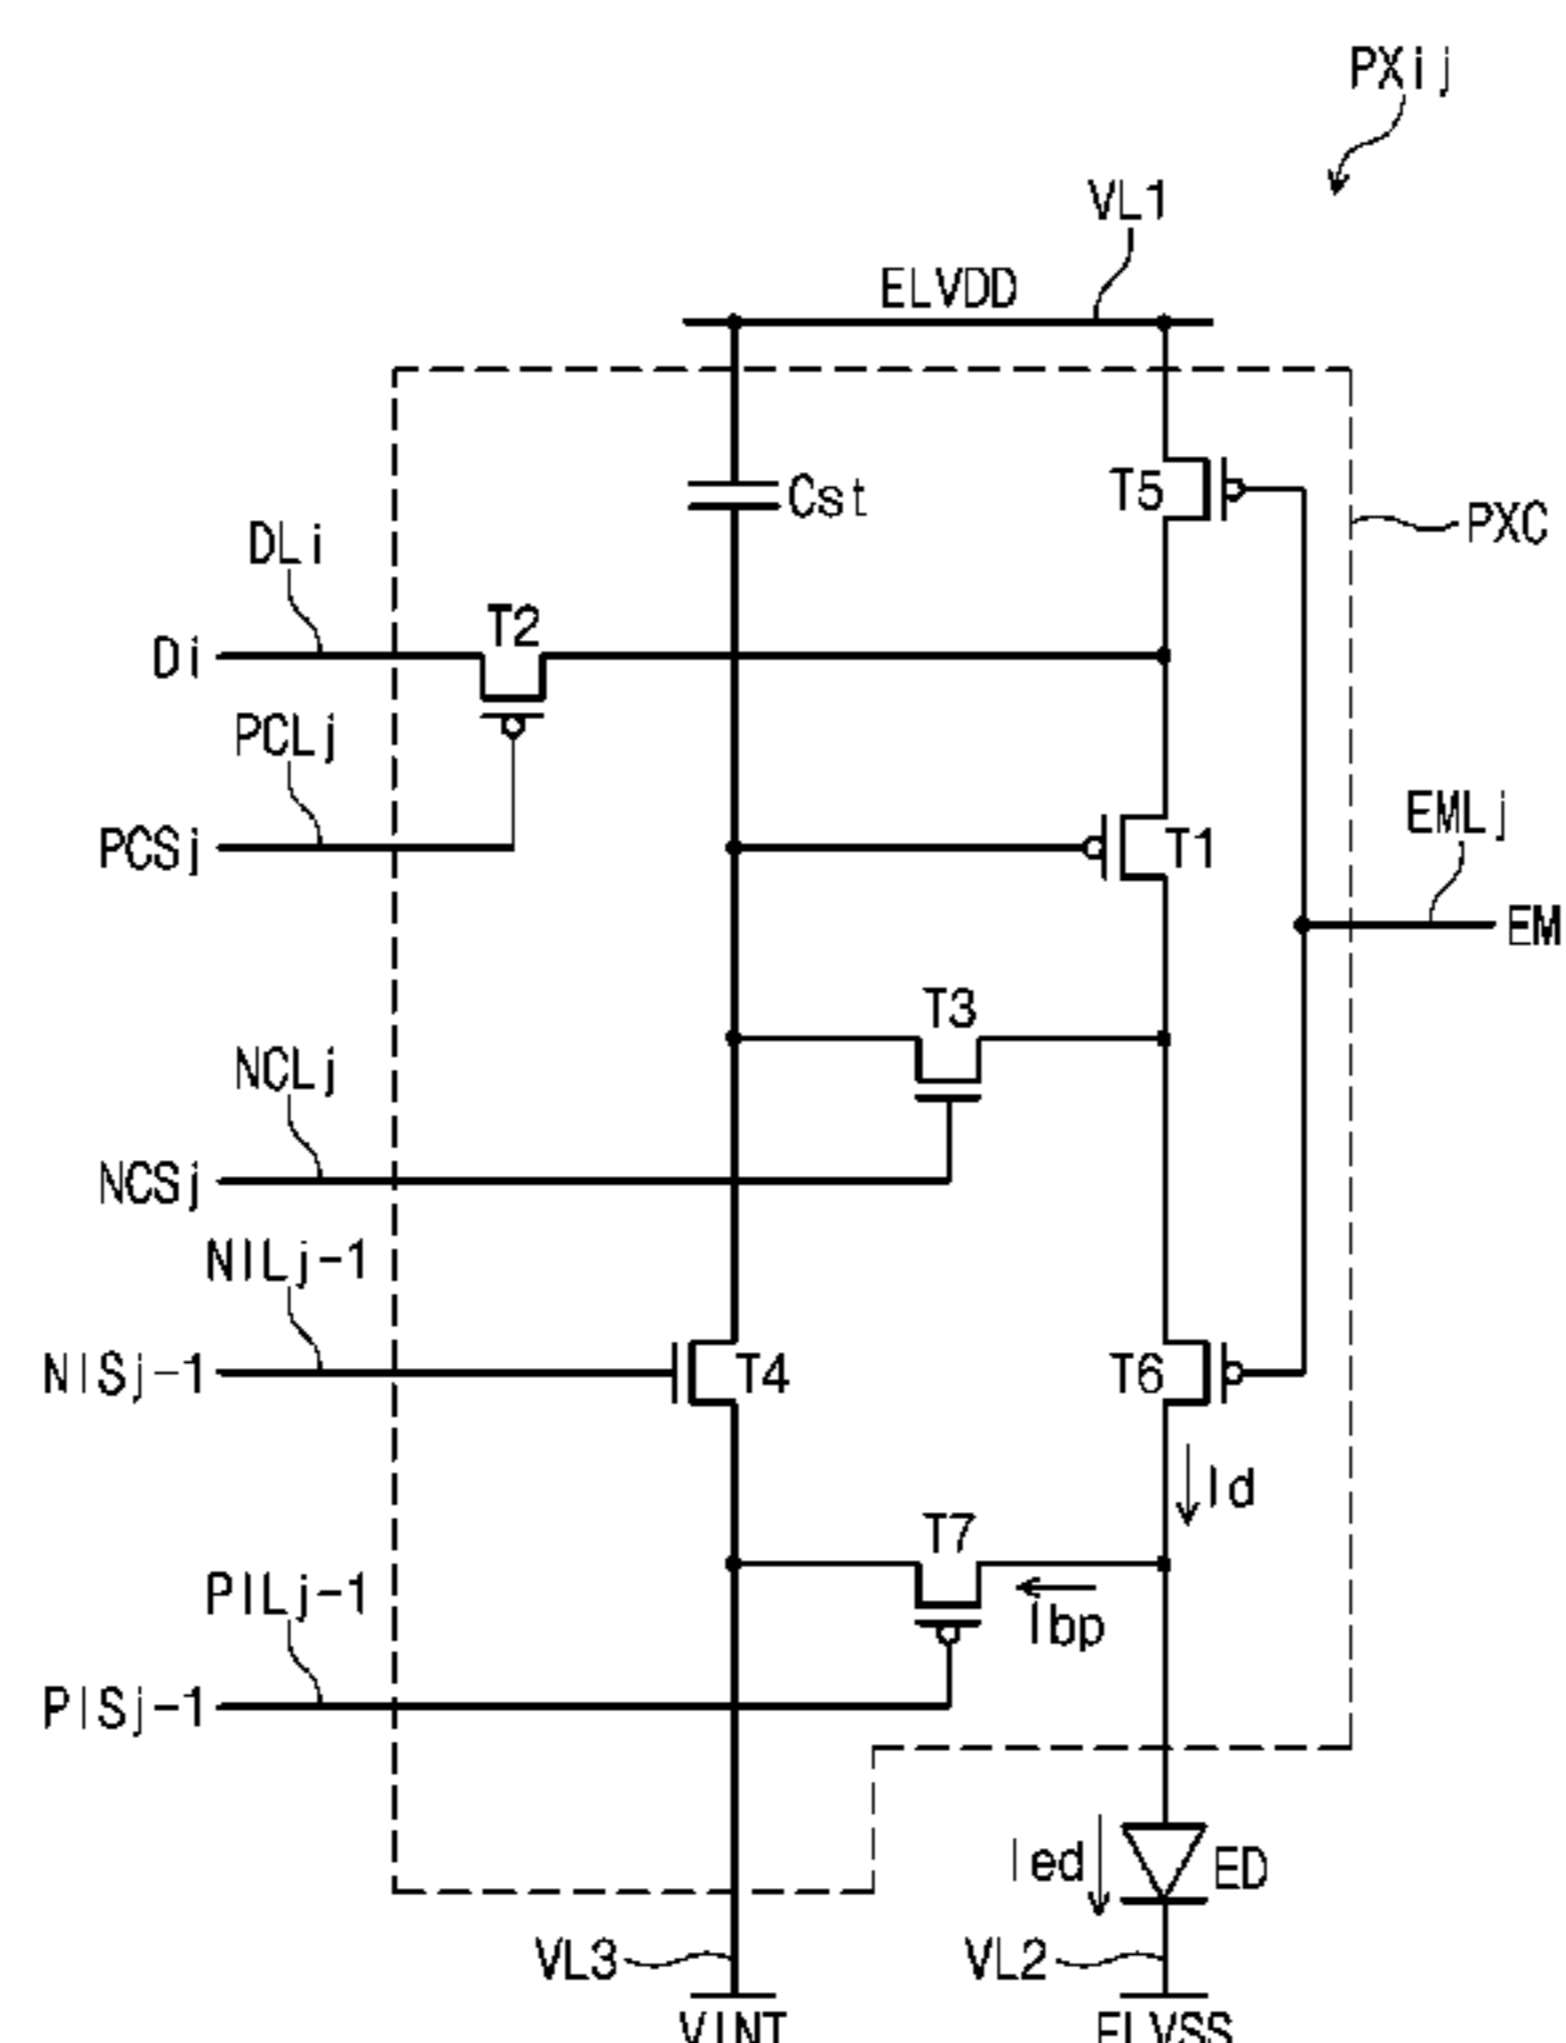 PXij
VL1
ELVDD
Cst
T5
PXC
DLi
T2
Di
PCLj
PCSj
T1
EMLj
EM
T3
NCLj
NCSj
NILj-1
NISj-1
T4
T6
Id
T7
PILj-1
Ibp
PISj-1
Ied
ED
VL3
VL2
VINT
ELVSS